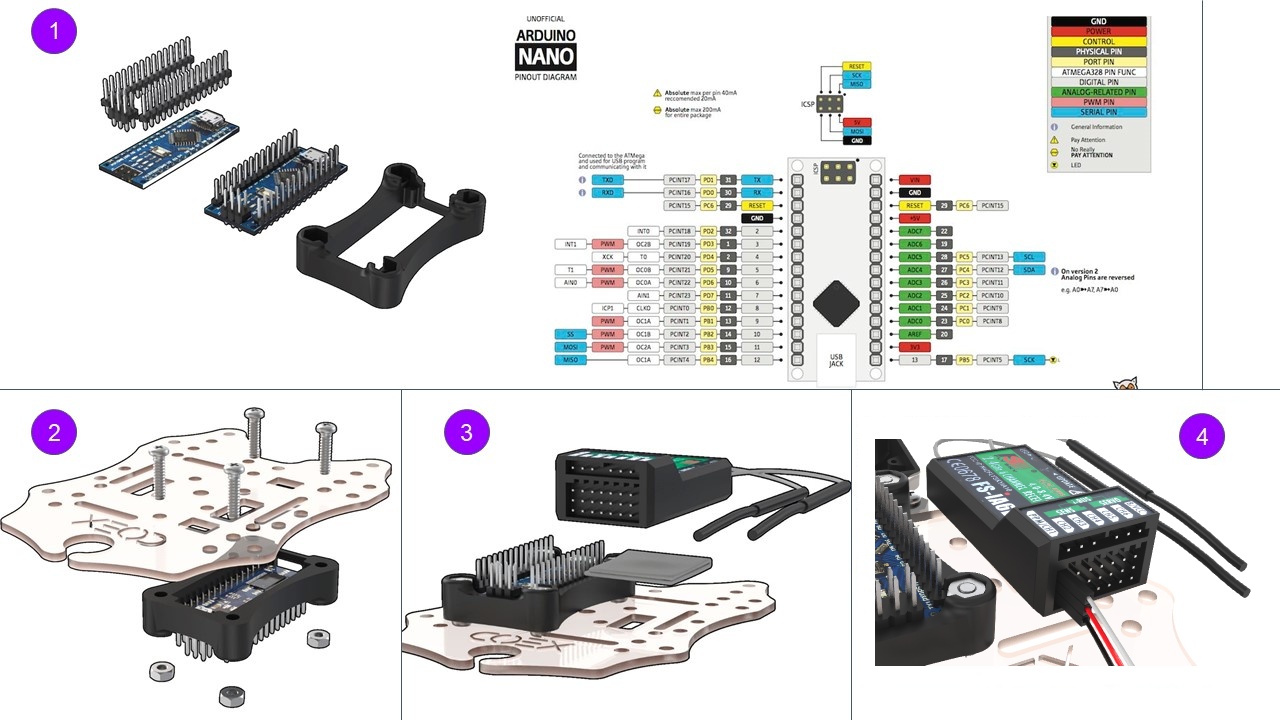 1
UNOFFICIAL
ARDUINO
NANO
PINOUT DIAGRAM
Absolute max per pin 40mA
reccomended 20mA
Absolute max 200mA
for entire package
RESET
SCK
MISO
ICSP
5V
MOSI
GND
GND
POWER
CONTROL
PHYSICAL PIN
PORT PIN
ATMEGA328 PIN FUNC
DIGITAL PIN
ANALOG-RELATED PIN
PWM PIN
SERIAL PIN
General Information
Pay Attention
No Really
PAY ATTENTION
LED
Connected to the ATMega
and used for USB program
and communicating with it
ICSP
TXD PCINT17 PD1 31 TX
RXD PCINT16 PD0 30 RX
PCINT15 PC6 29 RESET
GND
INT0 PCINT18 PD2 32 2
INT1 PWM OC2B PCINT19 PD3 1 3
XCK T0 PCINT20 PD4 2 4
T1 PWM OC0B PCINT21 PD5 9 5
AIN0 PWM OC0A PCINT22 PD6 10 6
AIN1 PCINT23 PD7 11 7
ICP1 CLKO PCINT0 PB0 12 8
PWM OC1A PCINT1 PB1 13 9
SS PWM OC1B PCINT2 PB2 14 10
MOSI PWM OC2A PCINT3 PB3 15 11
MISO OC1A PCINT4 PB4 16 12
USB
JACK
VIN
GND
RESET 29 PC6 PCINT15
+5V
ADC7 22
ADC6 19
ADC5 28 PC5 PCINT13 SCL
ADC4 27 PC4 PCINT12 SDA
ADC3 26 PC3 PCINT11
ADC2 25 PC2 PCINT10
ADC1 24 PC1 PCINT9
ADC0 23 PC0 PCINT8
AREF 20
3V3
13 17 PB5 PCINT5 SCK
On version 2
Analog Pins are reversed
e.g. A0 A7, A7 A0
2
COEX
3
COEX
4
CE0678 FS-iA6